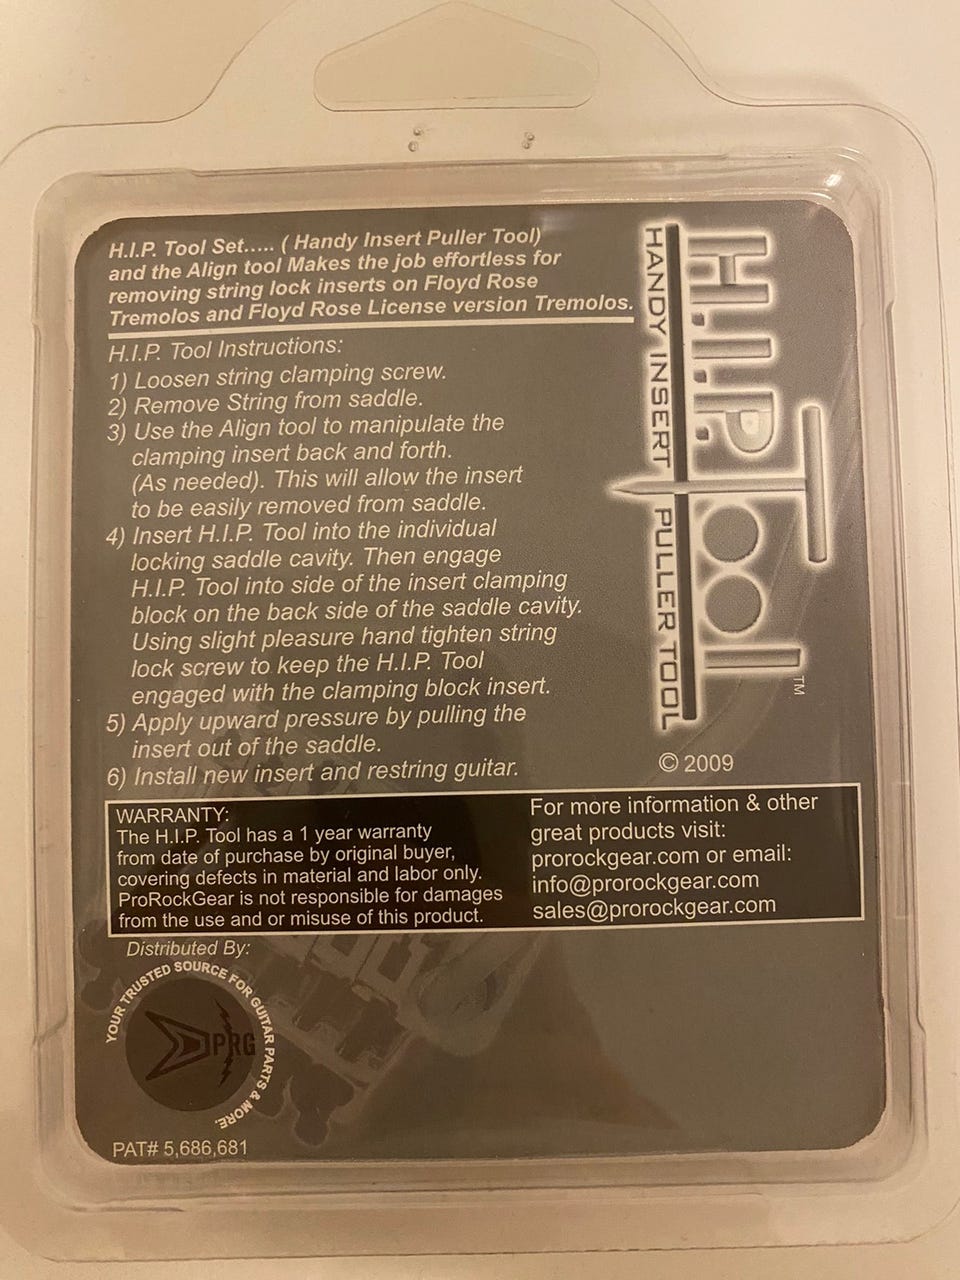 H.I.P. Tool Set..... ( Handy Insert Puller Tool)
and the Align tool Makes the job effortless for
removing string lock inserts on Floyd Rose
Tremolos and Floyd Rose License version Tremolos.
H.I.P. Tool Instructions:
1) Loosen string clamping screw.
2) Remove String from saddle.
3) Use the Align tool to manipulate the
clamping insert back and forth.
(As needed). This will allow the insert
to be easily removed from saddle.
4) Insert H.I.P. Tool into the individual
locking saddle cavity. Then engage
H.I.P. Tool into side of the insert clamping
block on the back side of the saddle cavity.
Using slight pleasure hand tighten string
lock screw to keep the H.I.P. Tool
engaged with the clamping block insert.
5) Apply upward pressure by pulling the
insert out of the saddle.
6) Install new insert and restring guitar.
H.I.P. Tool™
HANDY INSERT PULLER TOOL
© 2009
WARRANTY:
The H.I.P. Tool has a 1 year warranty
from date of purchase by original buyer,
covering defects in material and labor only.
ProRockGear is not responsible for damages
from the use and or misuse of this product.
For more information & other
great products visit:
prorockgear.com or email:
info@prorockgear.com
sales@prorockgear.com
Distributed By:
YOUR TRUSTED SOURCE FOR GUITAR PARTS & MORE.
PRG
PAT# 5,686,681